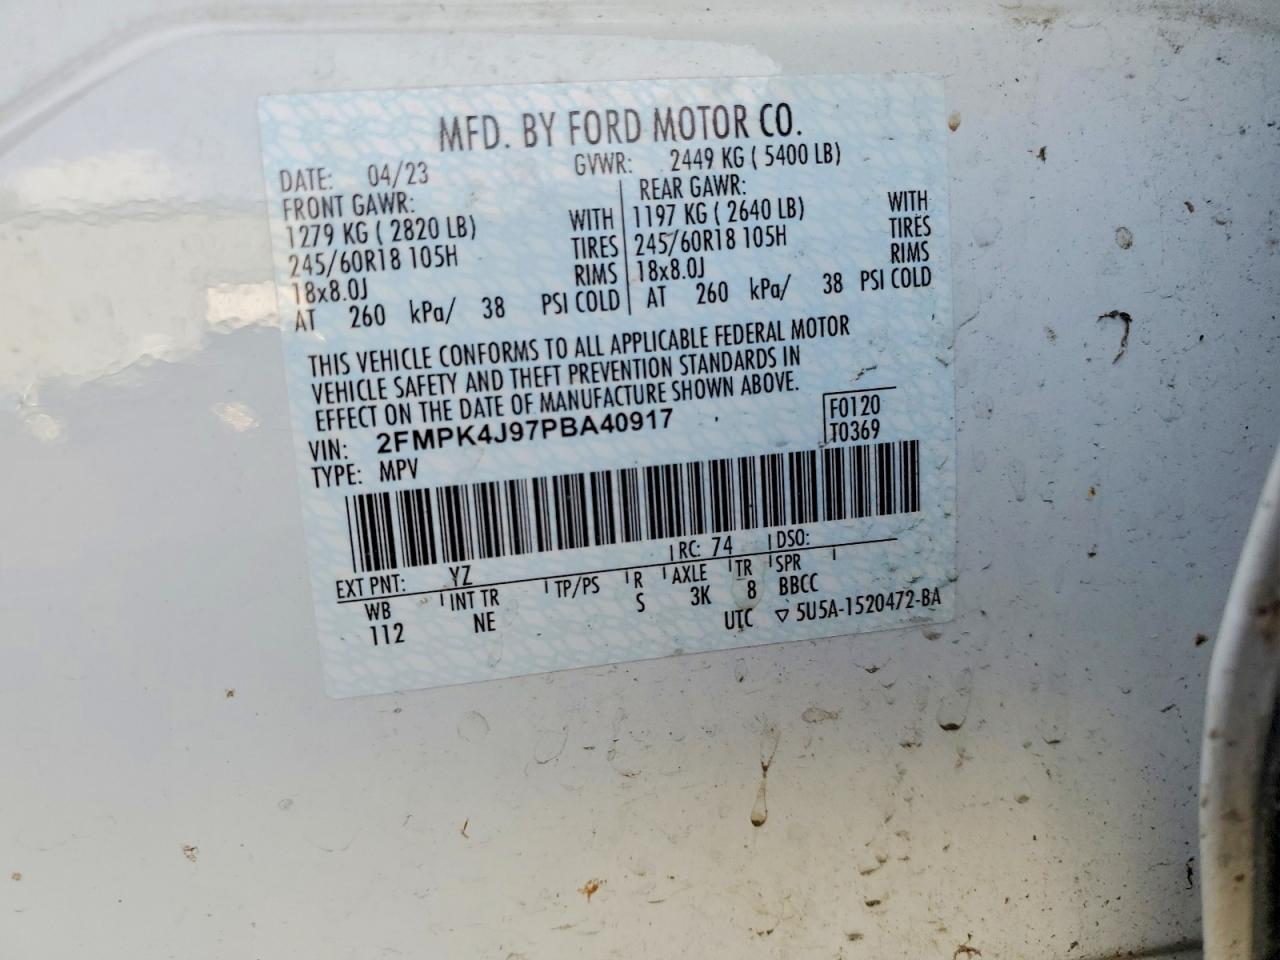 MFD. BY FORD MOTOR CO.
DATE: 04/23 GVWR: 2449 KG ( 5400 LB)
FRONT GAWR: REAR GAWR:
1279 KG ( 2820 LB) WITH 1197 KG ( 2640 LB) WITH
245/60R18 105H TIRES 245/60R18 105H TIRES
18x8.0J RIMS 18x8.0J RIMS
AT 260 kPa/ 38 PSI COLD AT 260 kPa/ 38 PSI COLD
THIS VEHICLE CONFORMS TO ALL APPLICABLE FEDERAL MOTOR
VEHICLE SAFETY AND THEFT PREVENTION STANDARDS IN
EFFECT ON THE DATE OF MANUFACTURE SHOWN ABOVE.
VIN: 2FMPK4J97PBA40917 F0120
TYPE: MPV T0369
EXT PNT: YZ RC: 74 DSO:
WB INT TR TP/PS R AXLE TR SPR
112 NE S 3K 8 BBCC
UTC ▽ 5U5A-1520472-BA